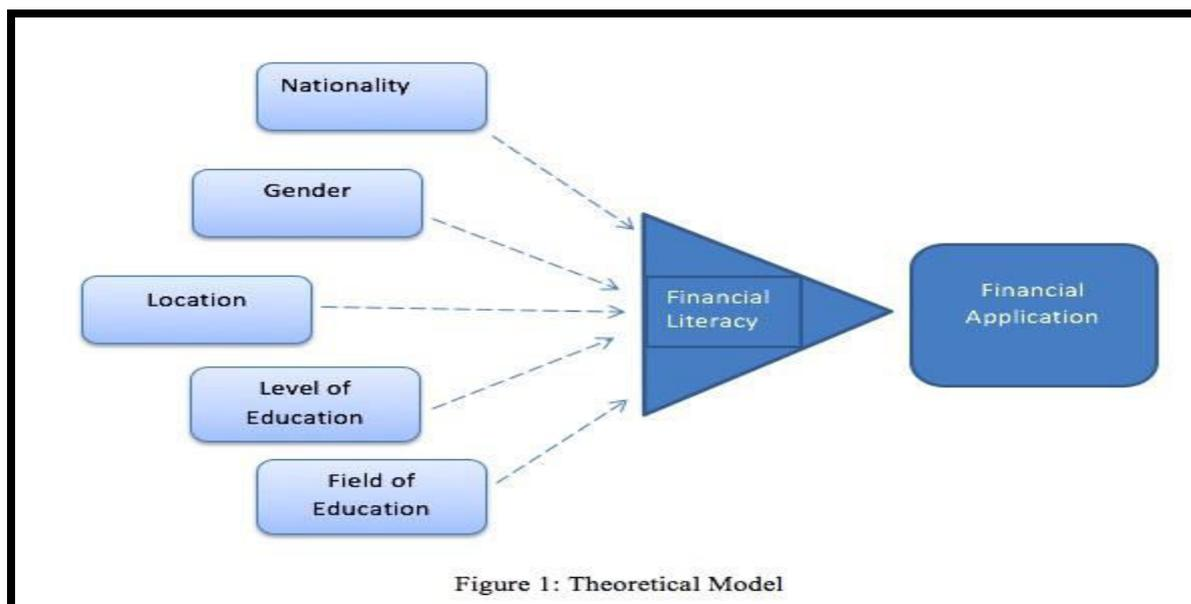 Nationality
Gender
Location
Level of
Education
Field of
Education
Financial
Literacy
Financial
Application
Figure 1: Theoretical Model